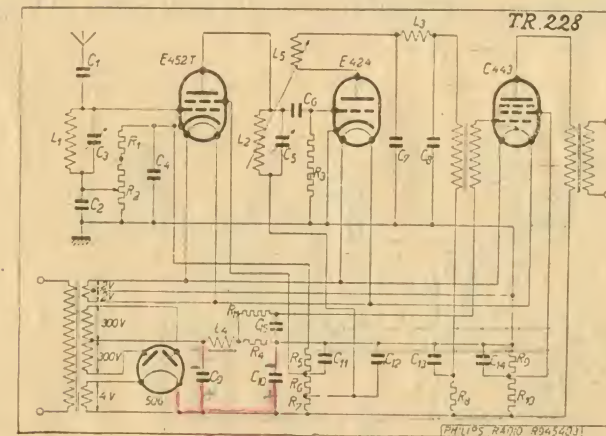 TR.228
E452T
E424
C443
C1
L5
L3
C6
L1
C3
R1
C4
L2
C5
R3
C7
C8
R2
C2
2V
2V
300V
300V
4V
506
L4
R4
C9
C10
R5
R6
R7
C11
C12
C13
C14
R8
R9
R10
PHILIPS RADIO